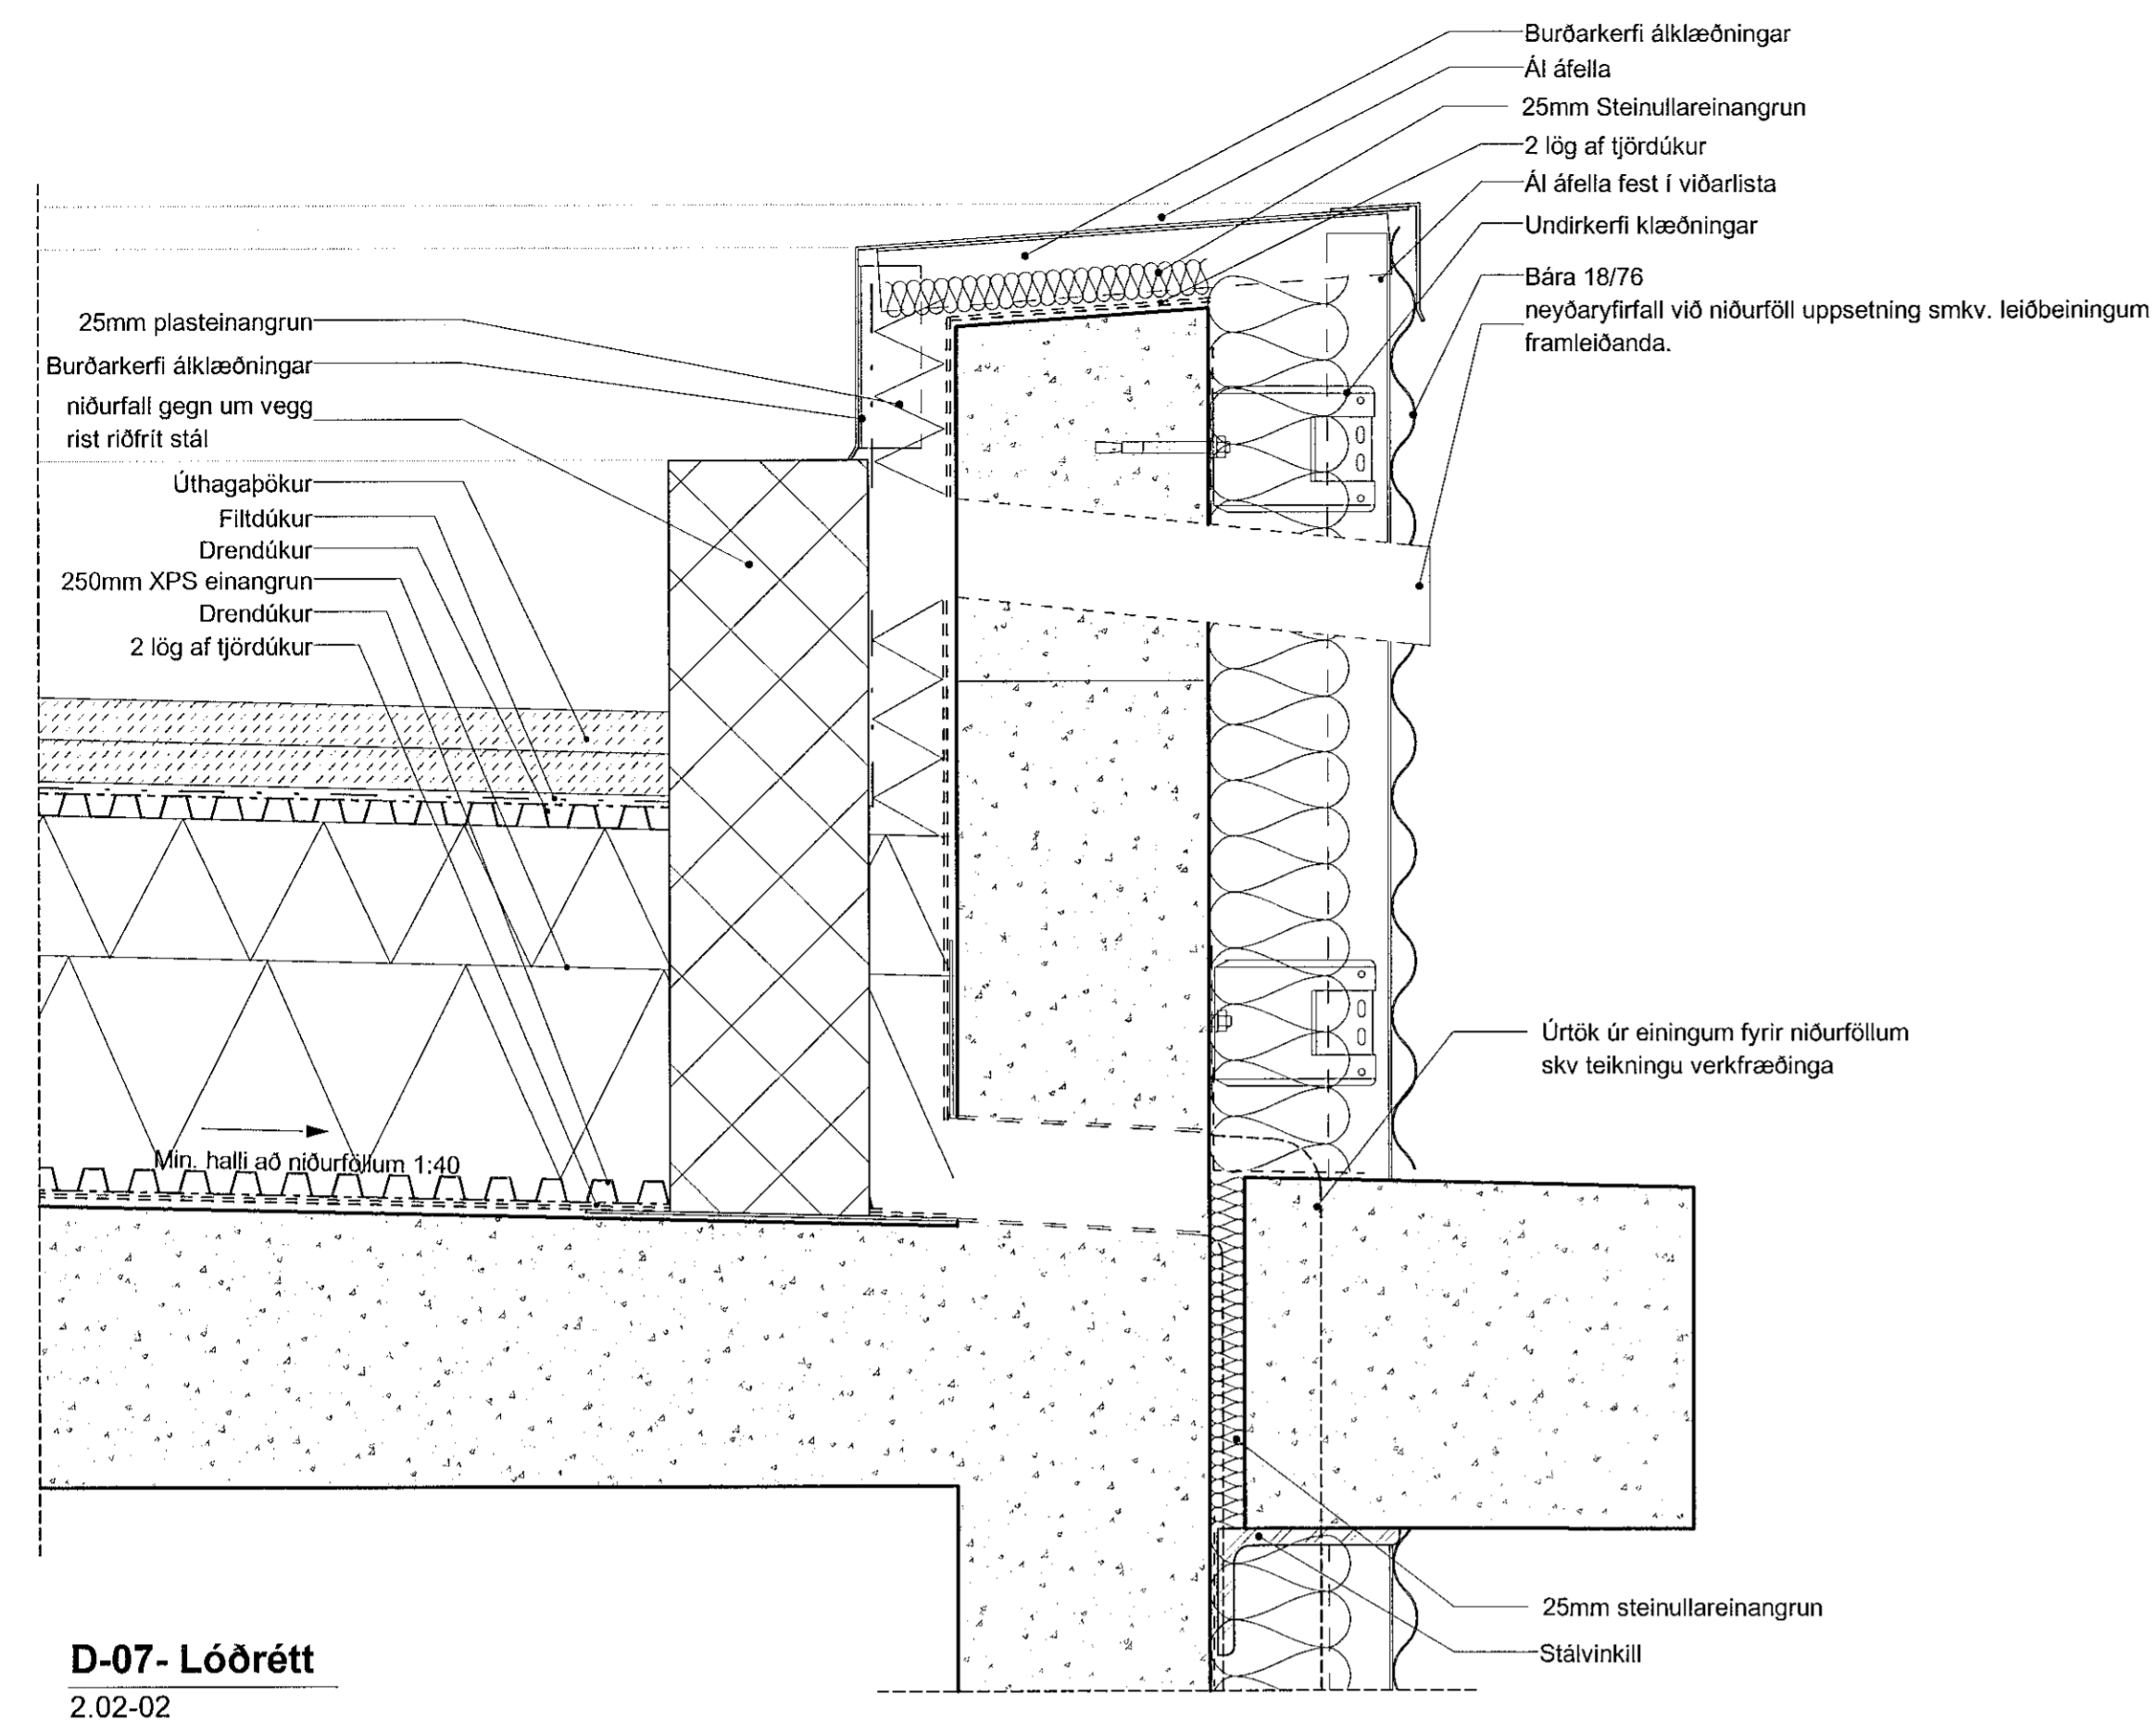 Burðarkerfi álklæðningar
Ál áfella
25mm Steinullareinangrun
2 lög af tjördúkur
Ál áfella fest í viðarlista
Undirkerfi klæðningar
Bára 18/76
neyðaryfirfall við niðurföll uppsetning smkv. leiðbeiningum
framleiðanda.
25mm plasteinangrun
Burðarkerfi álklæðningar
niðurfall gegn um vegg
rist riðfrít stál
Úthagaþökur
Filtdúkur
Drendúkur
250mm XPS einangrun
Drendúkur
2 lög af tjördúkur
Úrtök úr einingum fyrir niðurföllum
skv teikningu verkfræðinga
Min. halli að niðurföllum 1:40
25mm steinullareinangrun
Stálvinkill
D-07- Lóðrétt
2.02-02